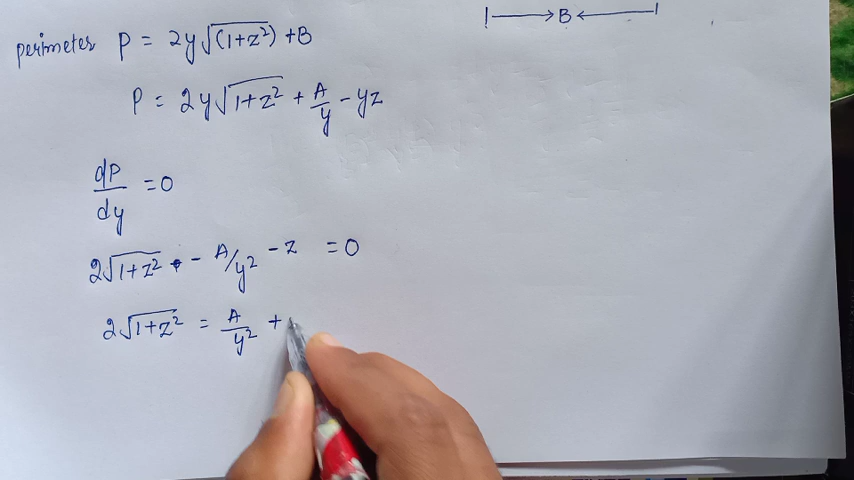 |⟶B⟵|
perimeter P = 2y√(1+z²) + B
P = 2y√1+z² + A/y − yz
dP/dy = 0
2√1+z² - A/y² - z = 0
2√1+z² = A/y² +